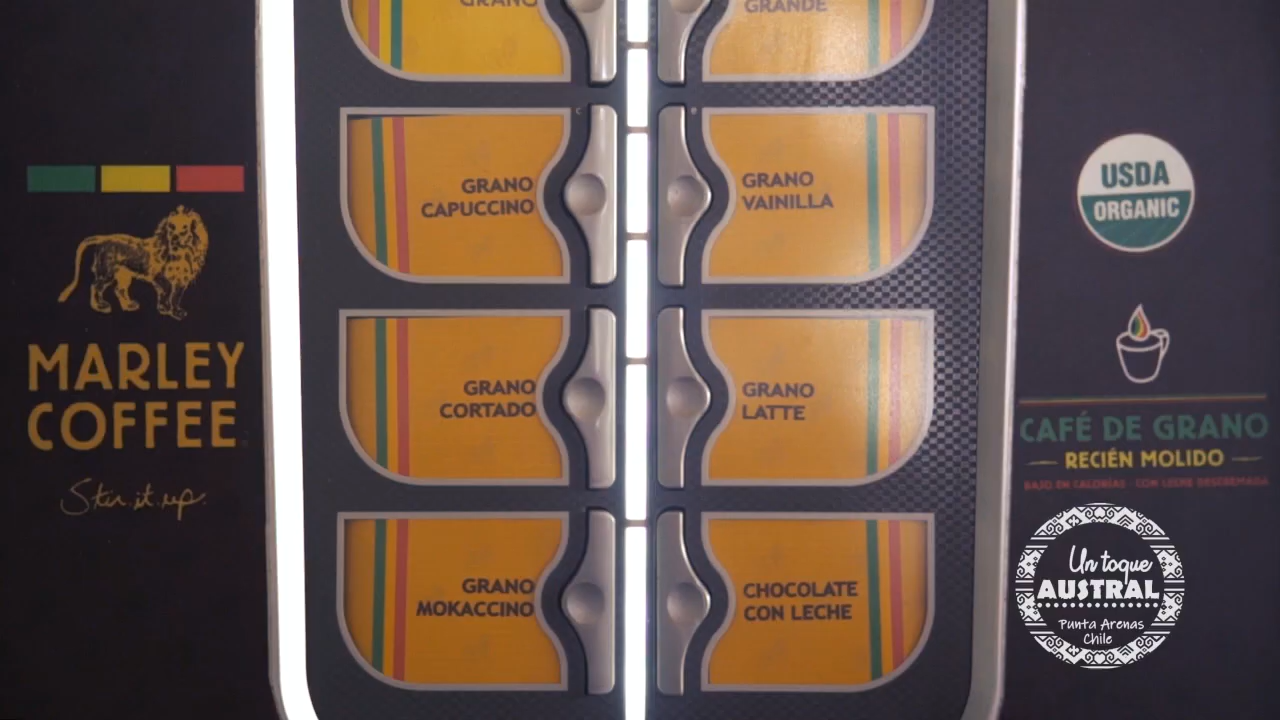 GRANO
GRANDE
GRANO
CAPUCCINO
GRANO
VAINILLA
GRANO
CORTADO
GRANO
LATTE
GRANO
MOKACCINO
CHOCOLATE
CON LECHE
MARLEY
COFFEE
Stir it up.
USDA
ORGANIC
CAFÉ DE GRANO
RECIÉN MOLIDO
BAJO EN CALORÍAS · CON LECHE DESCREMADA
Un toque
AUSTRAL
Punta Arenas
Chile